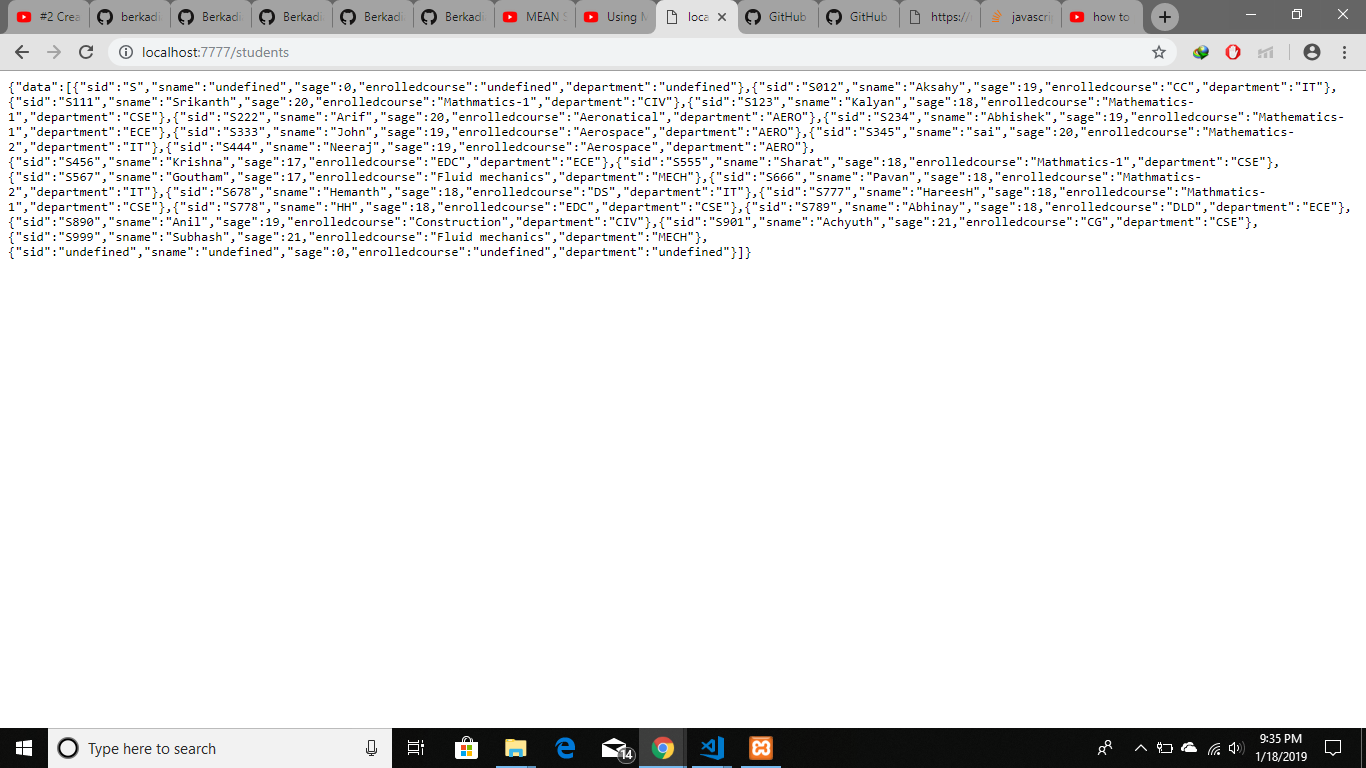 #2 Crea
berkadi
Berkadi
Berkadi
Berkadi
Berkadi
MEAN S
Using M
loca
GitHub
GitHub
https://
javascrip
how to
localhost:7777/students
{"data":[{"sid":"S","sname":"undefined","sage":0,"enrolledcourse":"undefined","department":"undefined"},{"sid":"S012","sname":"Aksahy","sage":19,"enrolledcourse":"CC","department":"IT"},
{"sid":"S111","sname":"Srikanth","sage":20,"enrolledcourse":"Mathmatics-1","department":"CIV"},{"sid":"S123","sname":"Kalyan","sage":18,"enrolledcourse":"Mathematics-
1","department":"CSE"},{"sid":"S222","sname":"Arif","sage":20,"enrolledcourse":"Aeronatical","department":"AERO"},{"sid":"S234","sname":"Abhishek","sage":19,"enrolledcourse":"Mathematics-
1","department":"ECE"},{"sid":"S333","sname":"John","sage":19,"enrolledcourse":"Aerospace","department":"AERO"},{"sid":"S345","sname":"sai","sage":20,"enrolledcourse":"Mathematics-
2","department":"IT"},{"sid":"S444","sname":"Neeraj","sage":19,"enrolledcourse":"Aerospace","department":"AERO"},
{"sid":"S456","sname":"Krishna","sage":17,"enrolledcourse":"EDC","department":"ECE"},{"sid":"S555","sname":"Sharat","sage":18,"enrolledcourse":"Mathmatics-1","department":"CSE"},
{"sid":"S567","sname":"Goutham","sage":17,"enrolledcourse":"Fluid mechanics","department":"MECH"},{"sid":"S666","sname":"Pavan","sage":18,"enrolledcourse":"Mathmatics-
2","department":"IT"},{"sid":"S678","sname":"Hemanth","sage":18,"enrolledcourse":"DS","department":"IT"},{"sid":"S777","sname":"HareesH","sage":18,"enrolledcourse":"Mathmatics-
1","department":"CSE"},{"sid":"S778","sname":"HH","sage":18,"enrolledcourse":"EDC","department":"CSE"},{"sid":"S789","sname":"Abhinay","sage":18,"enrolledcourse":"DLD","department":"ECE"},
{"sid":"S890","sname":"Anil","sage":19,"enrolledcourse":"Construction","department":"CIV"},{"sid":"S901","sname":"Achyuth","sage":21,"enrolledcourse":"CG","department":"CSE"},
{"sid":"S999","sname":"Subhash","sage":21,"enrolledcourse":"Fluid mechanics","department":"MECH"},
{"sid":"undefined","sname":"undefined","sage":0,"enrolledcourse":"undefined","department":"undefined"}]}
Type here to search
14
9:35 PM
1/18/2019